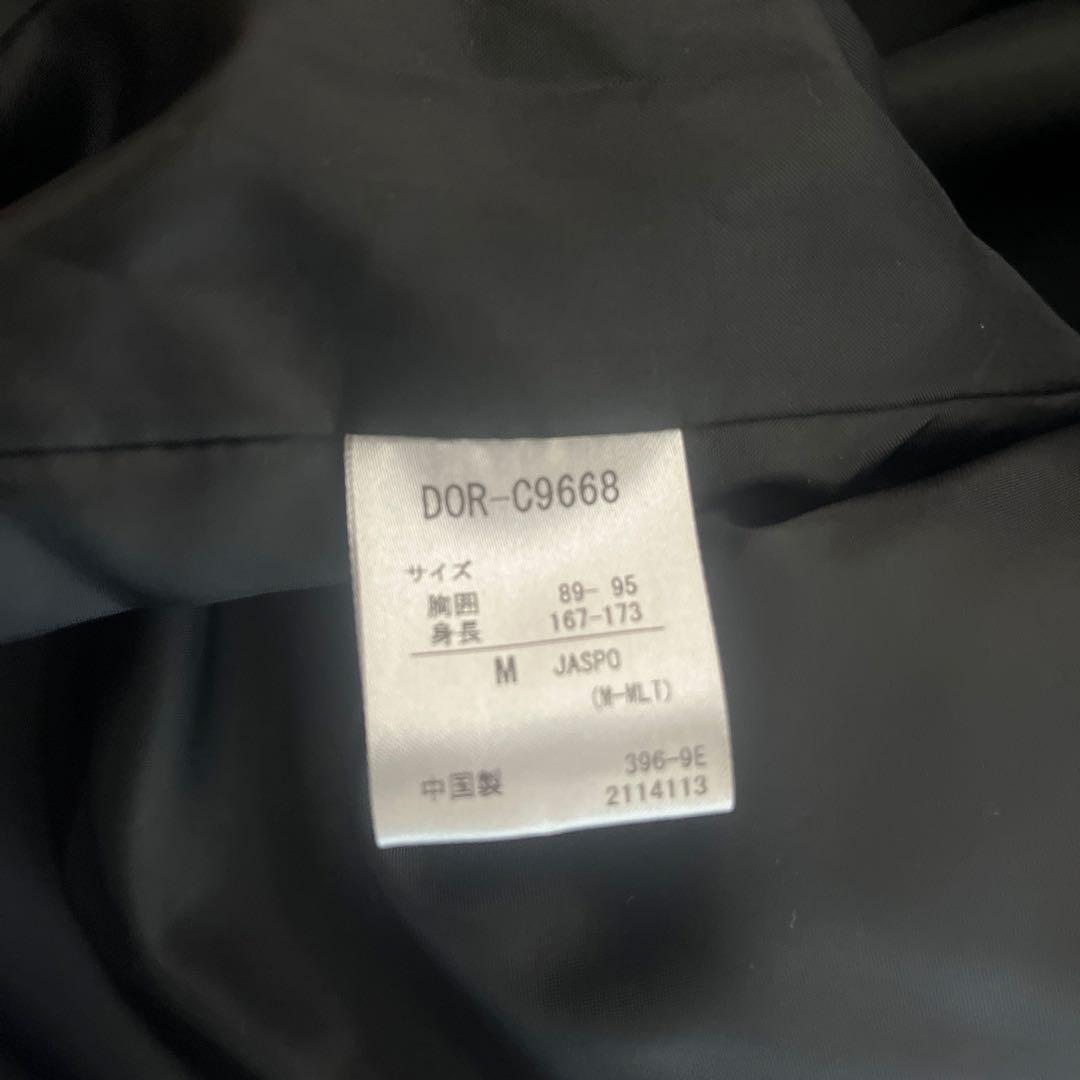 DOR-C9668
サイズ
胸囲 89- 95
身長 167-173
M JASPO
(M-MLT)
396-9E
中国製 2114113